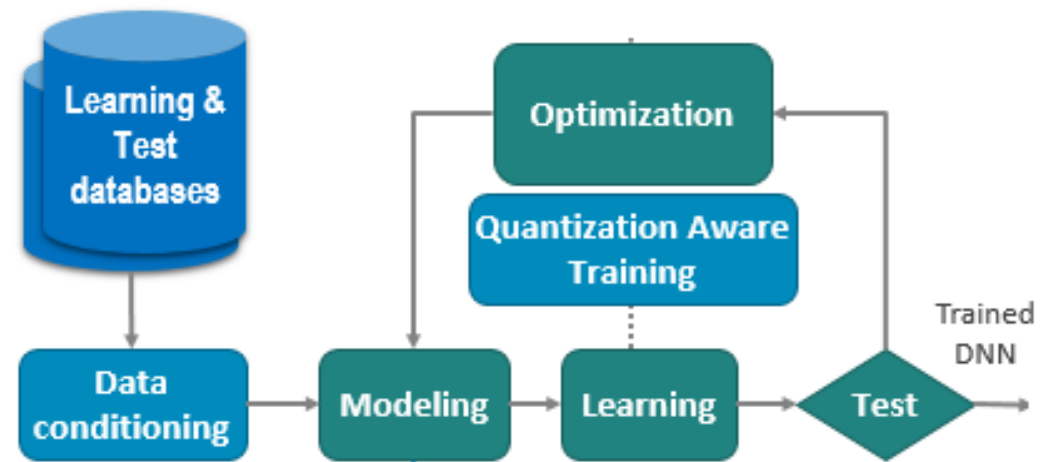 Learning &
Test
databases
Optimization
Quantization Aware
Training
Trained
DNN
Data
conditioning
Modeling
Learning
Test